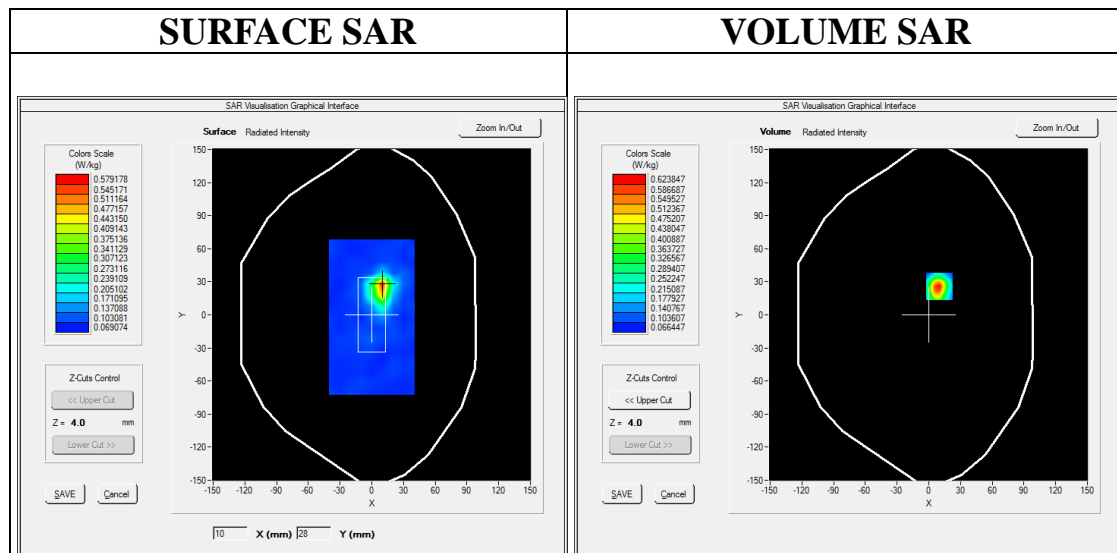 SURFACE SAR
VOLUME SAR
SAR Visualisation Graphical Interface
Surface Radiated Intensity
Zoom In/Out
Colors Scale
(W/kg)
0.579178
0.545171
0.511164
0.477157
0.443150
0.409143
0.375136
0.341129
0.307123
0.273116
0.239109
0.205102
0.171095
0.137088
0.103081
0.069074
Z-Cuts Control
<< Upper Cut
Z = 4.0 mm
Lower Cut >>
SAVE Cancel
150
120
90
60
30
0
-30
-60
-90
-120
-150
Y
-150 -120 -90 -60 -30 0 30 60 90 120 150
X
10 X (mm) 28 Y (mm)
SAR Visualisation Graphical Interface
Volume Radiated Intensity
Zoom In/Out
Colors Scale
(W/kg)
0.623847
0.586687
0.549527
0.512367
0.475207
0.438047
0.400887
0.363727
0.326567
0.289407
0.252247
0.215087
0.177927
0.140767
0.103607
0.066447
Z-Cuts Control
<< Upper Cut
Z = 4.0 mm
Lower Cut >>
SAVE Cancel
150
120
90
60
30
0
-30
-60
-90
-120
-150
Y
-150 -120 -90 -60 -30 0 30 60 90 120 150
X